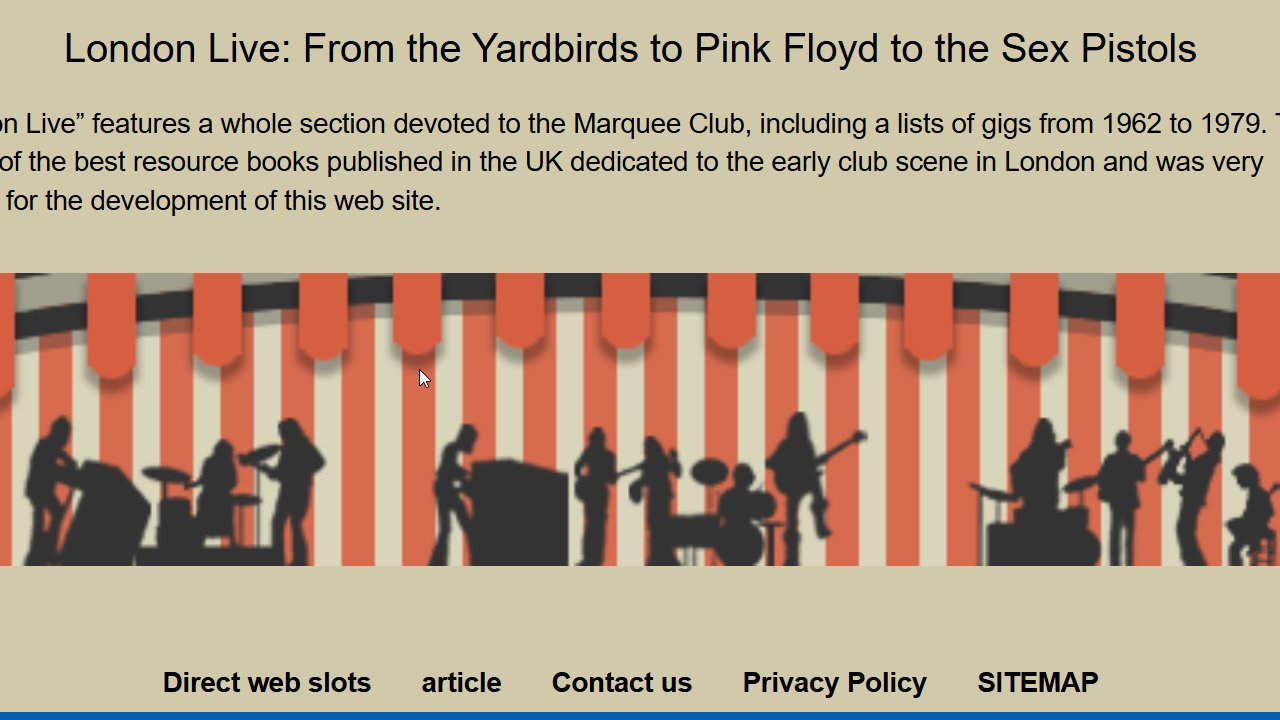 London Live: From the Yardbirds to Pink Floyd to the Sex Pistols
on Live” features a whole section devoted to the Marquee Club, including a lists of gigs from 1962 to 1979. T
of the best resource books published in the UK dedicated to the early club scene in London and was very
for the development of this web site.
Direct web slots article Contact us Privacy Policy SITEMAP